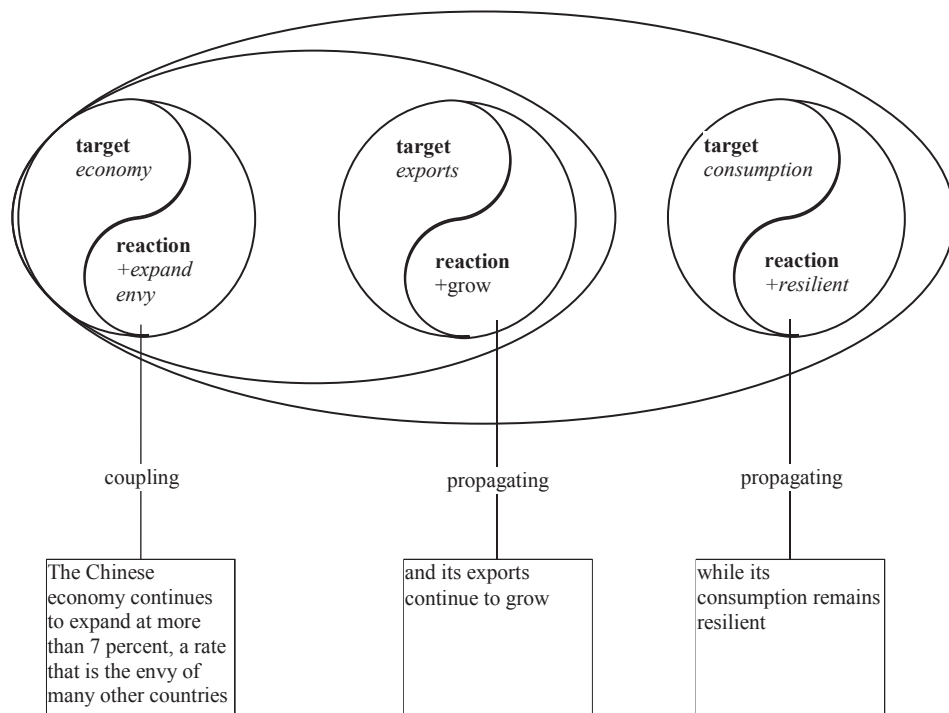 target
economy
reaction
+expand
envy
target
exports
reaction
+grow
target
consumption
reaction
+resilient
coupling
propagating
propagating
The Chinese
economy continues
to expand at more
than 7 percent, a rate
that is the envy of
many other countries
and its exports
continue to grow
while its
consumption remains
resilient